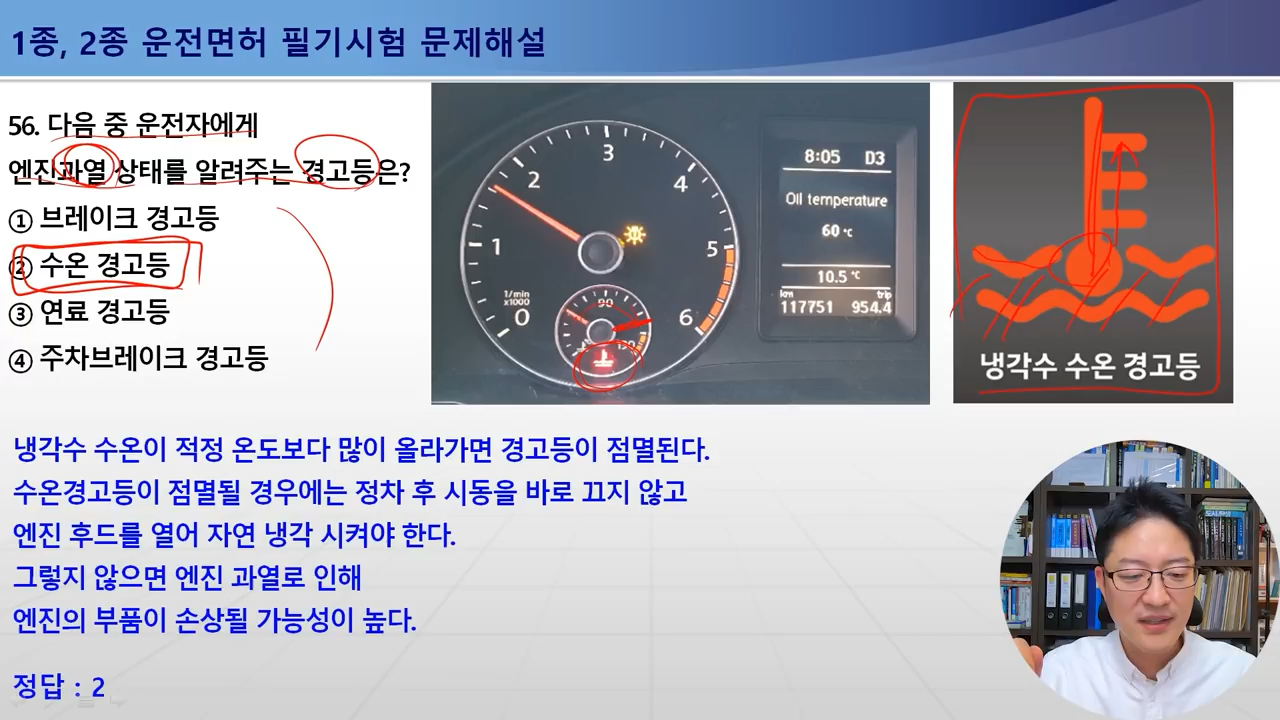 1종, 2종 운전면허 필기시험 문제해설
56. 다음 중 운전자에게
엔진과열 상태를 알려주는 경고등은?
① 브레이크 경고등
② 수온 경고등
③ 연료 경고등
④ 주차브레이크 경고등
0
1
2
3
4
5
6
1/min
x1000
90
8:05 D3
Oil temperature
60 °C
10.5 °C
km trip
117751 954.4
냉각수 수온 경고등
냉각수 수온이 적정 온도보다 많이 올라가면 경고등이 점멸된다.
수온경고등이 점멸될 경우에는 정차 후 시동을 바로 끄지 않고
엔진 후드를 열어 자연 냉각 시켜야 한다.
그렇지 않으면 엔진 과열로 인해
엔진의 부품이 손상될 가능성이 높다.
정답 : 2